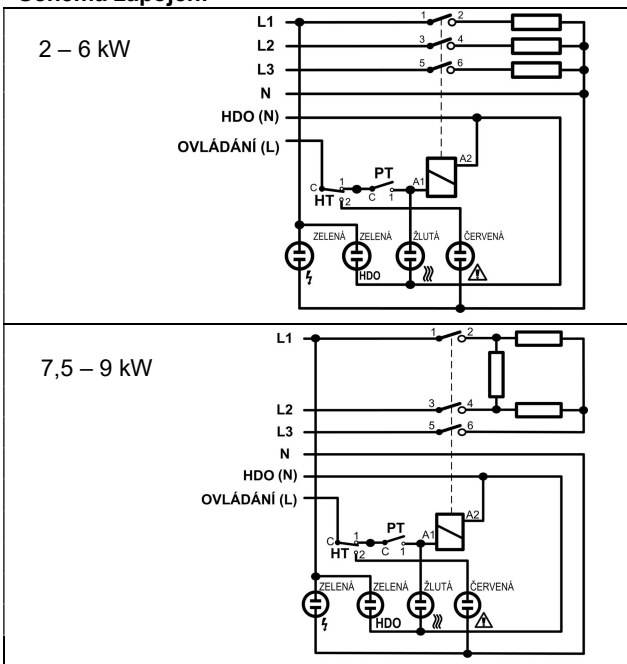 2 – 6 kW
L1 1 2
L2 3 4
L3 5 6
N
HDO (N)
OVLÁDÁNÍ (L)
A2
C 1 PT A1
HT 2 C 1
ZELENÁ ZELENÁ ŽLUTÁ ČERVENÁ
HDO
7,5 – 9 kW
L1 1 2
L2 3 4
L3 5 6
N
HDO (N)
OVLÁDÁNÍ (L)
A2
C 1 PT A1
HT 2 C 1
ZELENÁ ZELENÁ ŽLUTÁ ČERVENÁ
HDO